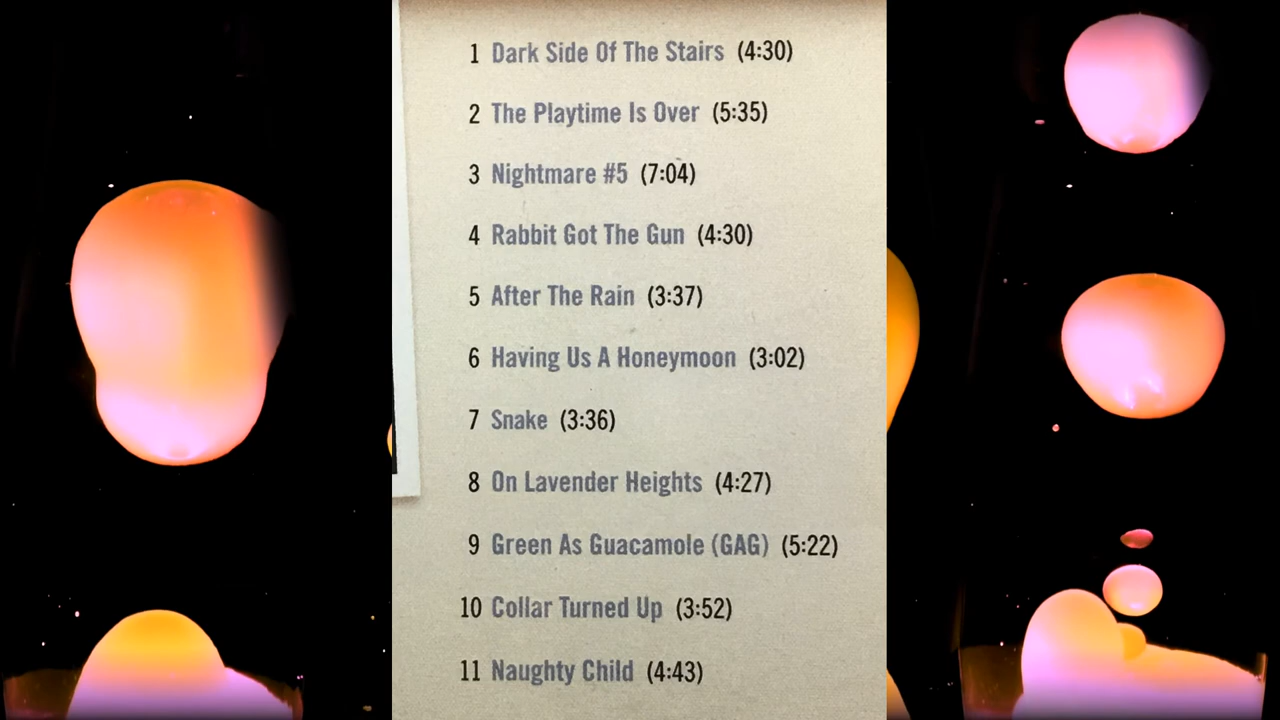 1 Dark Side Of The Stairs (4:30)
2 The Playtime Is Over (5:35)
3 Nightmare #5 (7:04)
4 Rabbit Got The Gun (4:30)
5 After The Rain (3:37)
6 Having Us A Honeymoon (3:02)
7 Snake (3:36)
8 On Lavender Heights (4:27)
9 Green As Guacamole (GAG) (5:22)
10 Collar Turned Up (3:52)
11 Naughty Child (4:43)